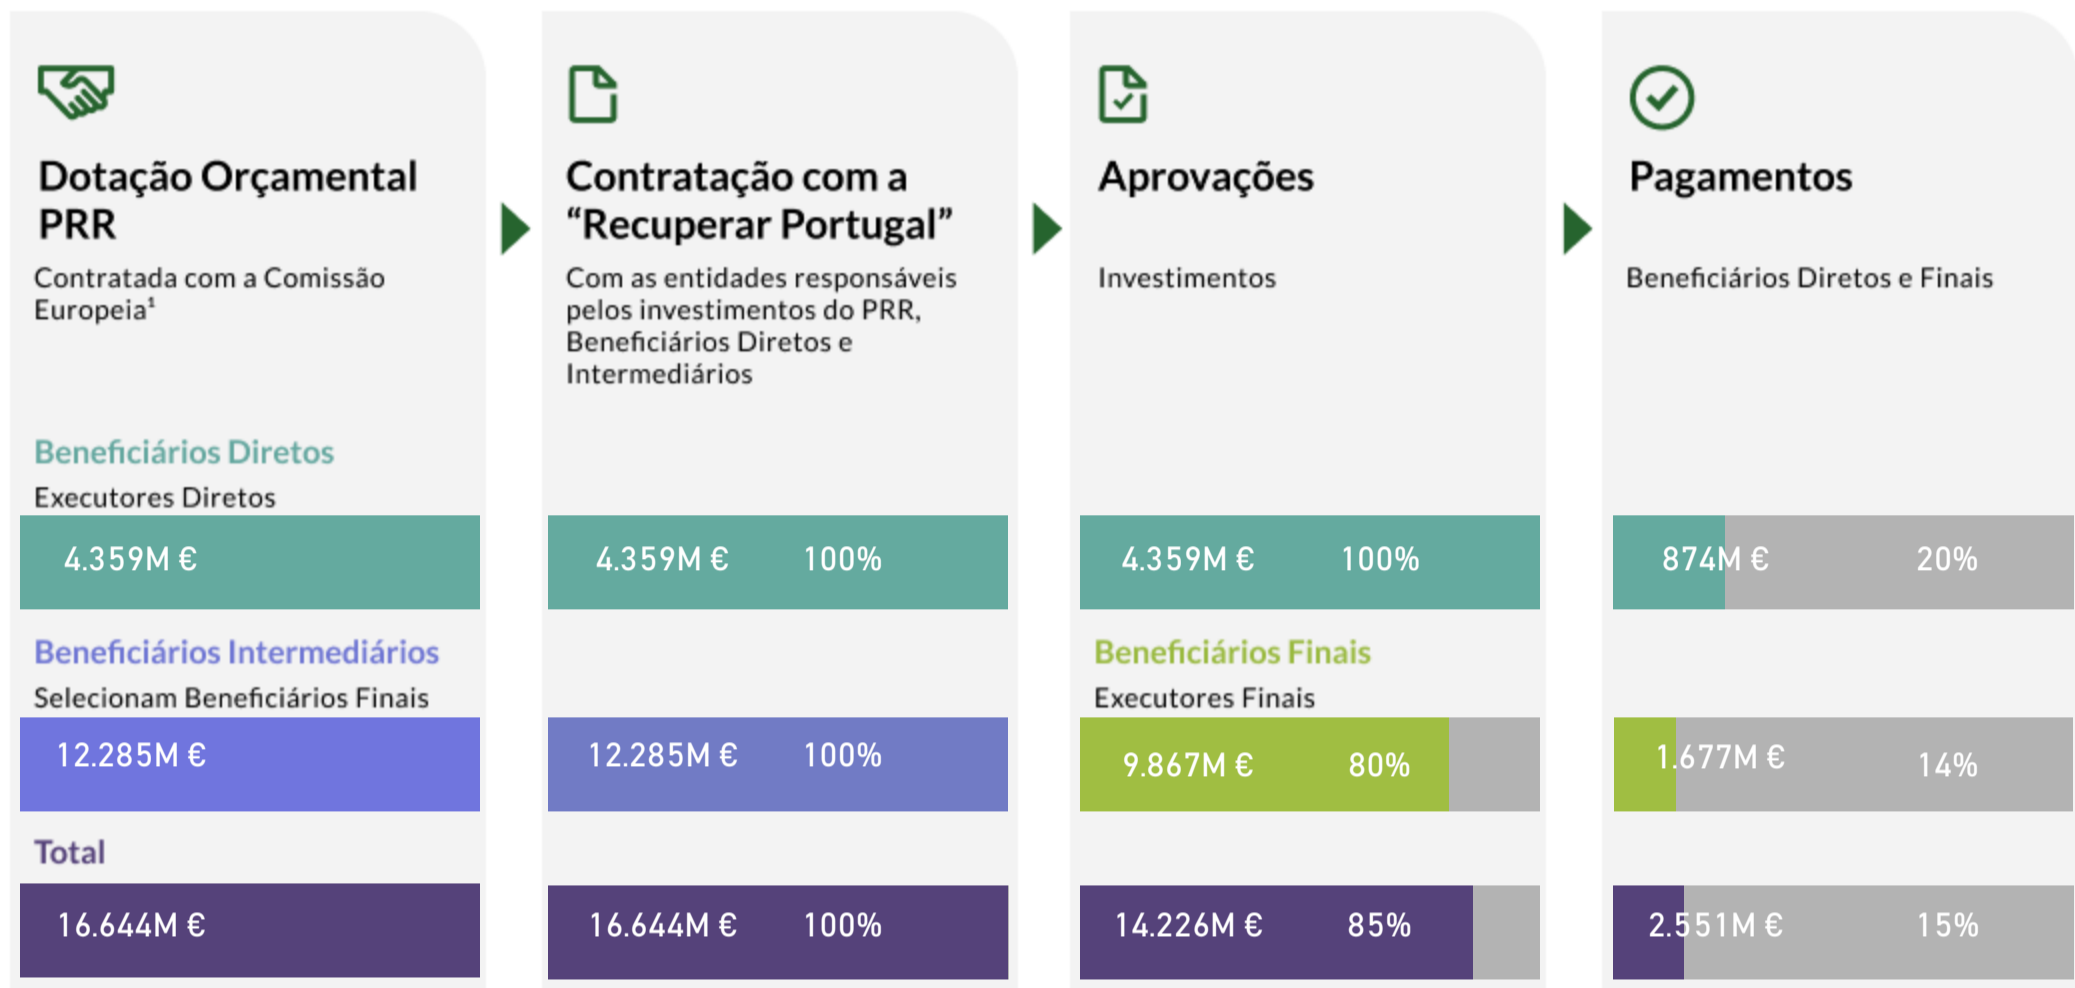 Dotação Orçamental
PRR
Contratada com a Comissão
Europeia¹
Contratação com a
“Recuperar Portugal”
Com as entidades responsáveis
pelos investimentos do PRR,
Beneficiários Diretos e
Intermediários
Aprovações
Investimentos
Pagamentos
Beneficiários Diretos e Finais
Beneficiários Diretos
Executores Diretos
4.359M €
4.359M € 100%
4.359M € 100%
874M € 20%
Beneficiários Intermediários
Selecionam Beneficiários Finais
12.285M €
12.285M € 100%
Beneficiários Finais
Executores Finais
9.867M € 80%
1.677M € 14%
Total
16.644M €
16.644M € 100%
14.226M € 85%
2.551M € 15%